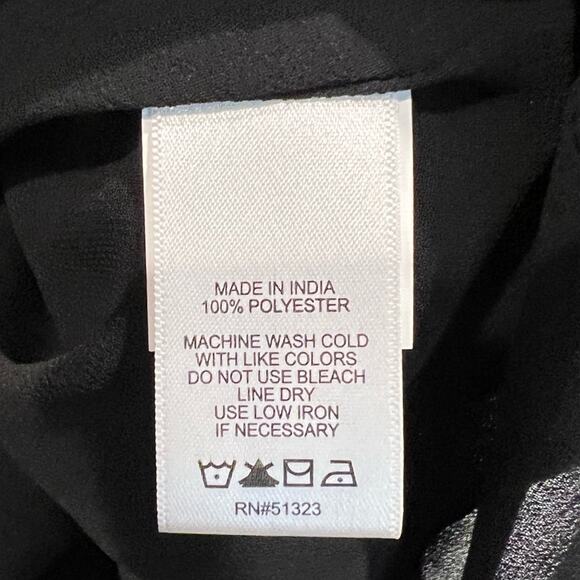 MADE IN INDIA
100% POLYESTER
MACHINE WASH COLD
WITH LIKE COLORS
DO NOT USE BLEACH
LINE DRY
USE LOW IRON
IF NECESSARY
RN#51323